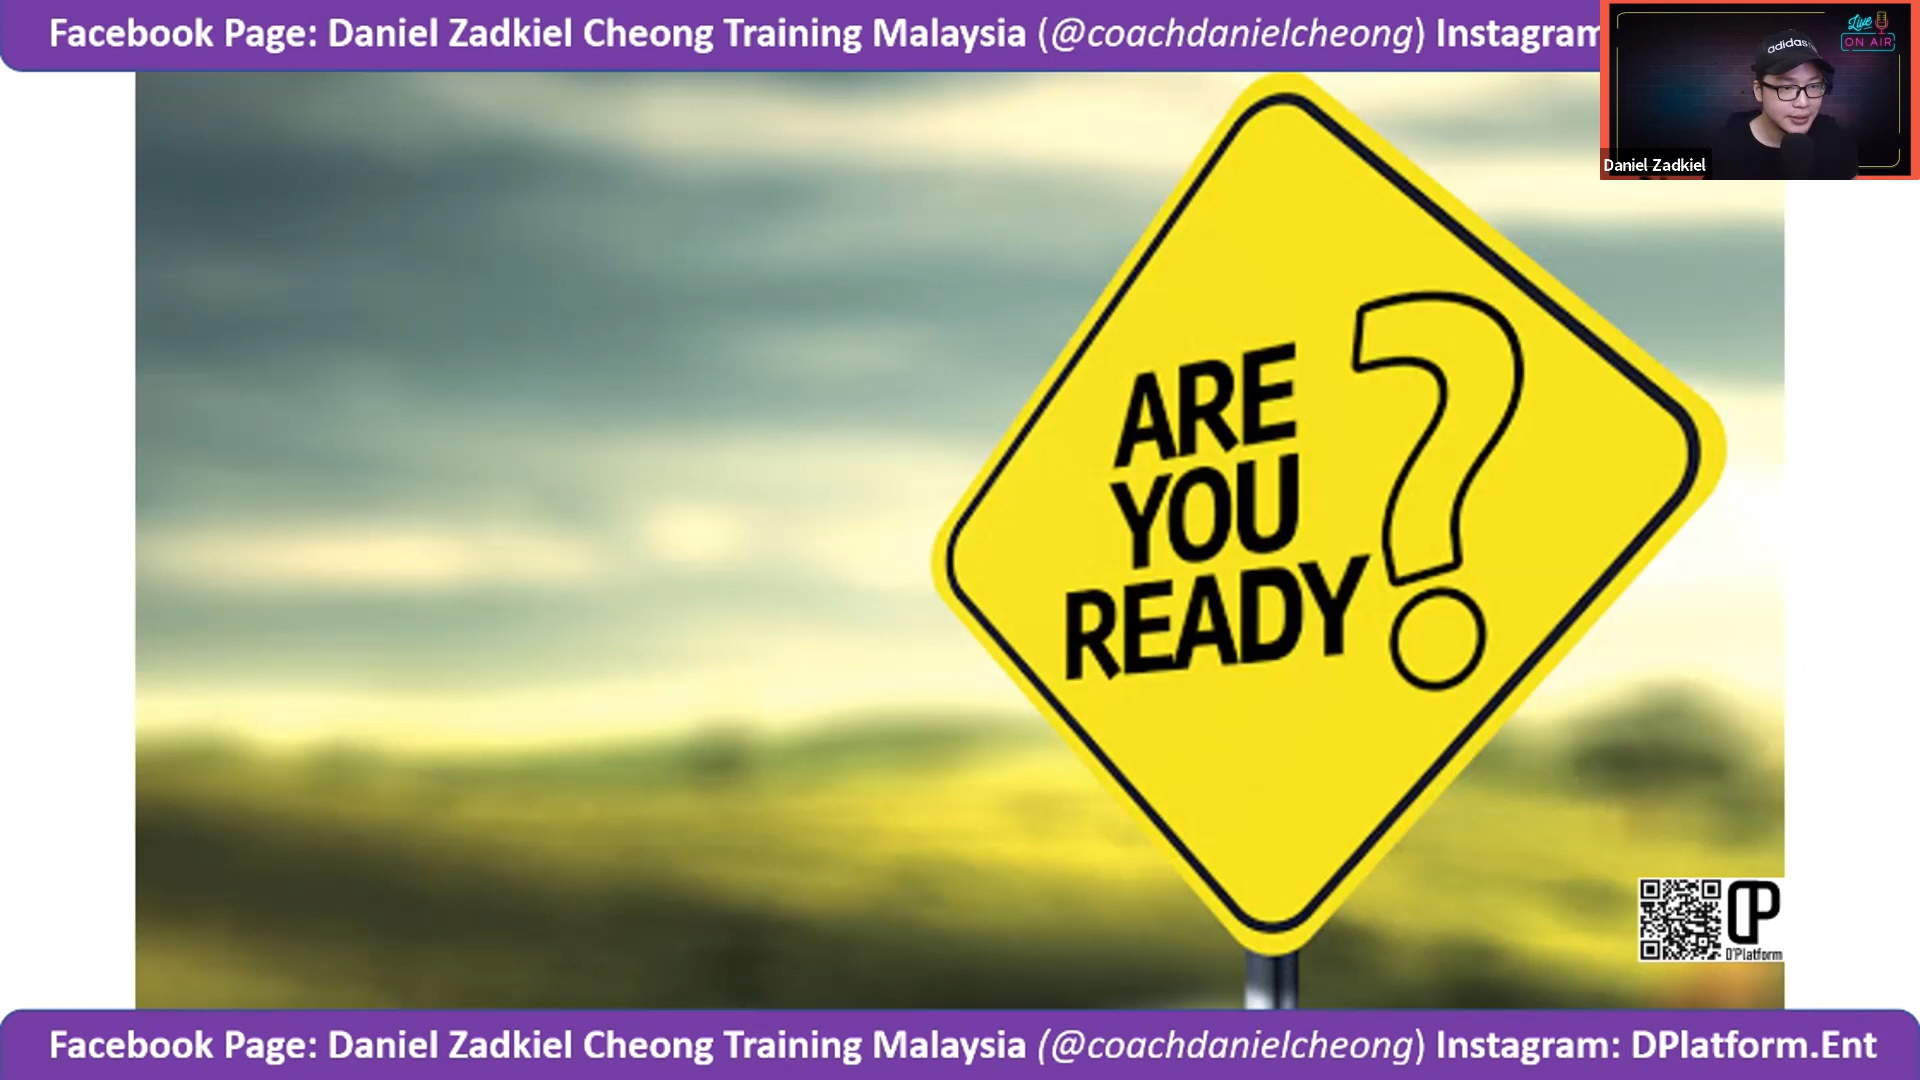 Facebook Page: Daniel Zadkiel Cheong Training Malaysia (@coachdanielcheong) Instagram
Live
ON AIR
adidas
Daniel Zadkiel
ARE
YOU
READY?
DP
D'Platform
Facebook Page: Daniel Zadkiel Cheong Training Malaysia (@coachdanielcheong) Instagram: DPlatform.Ent